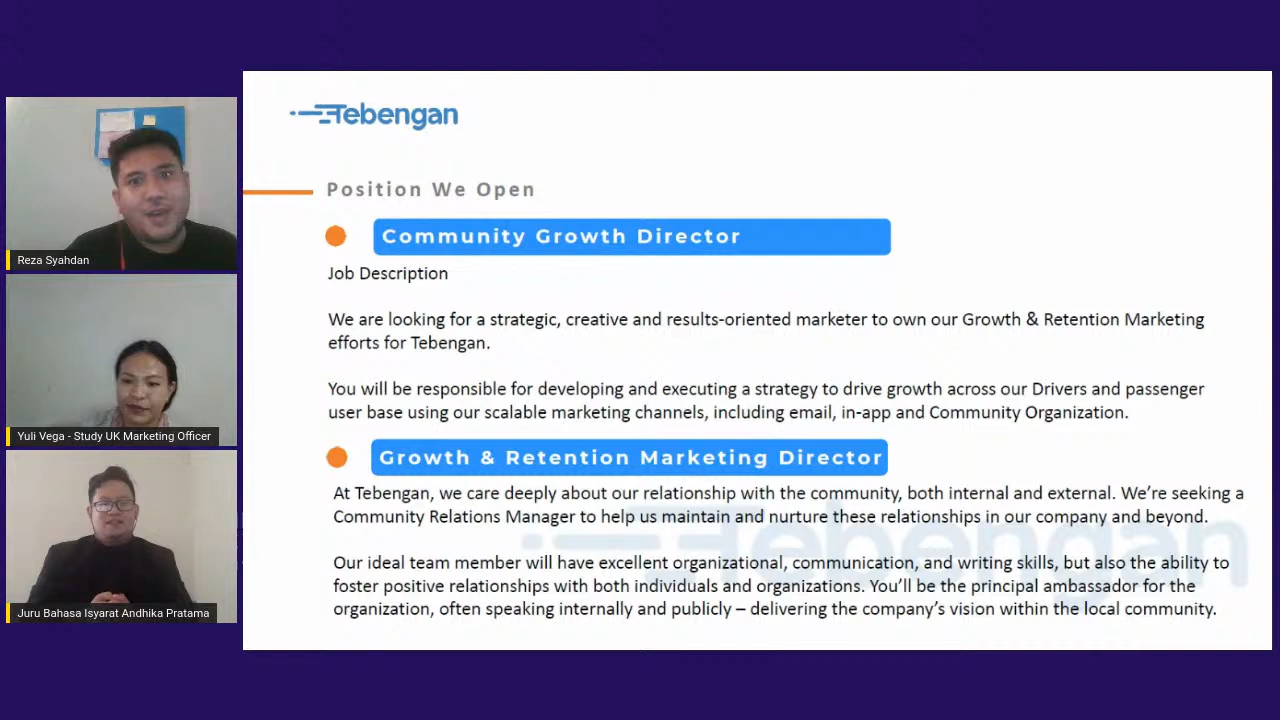 Tebengan
Position We Open
Community Growth Director
Job Description
We are looking for a strategic, creative and results-oriented marketer to own our Growth & Retention Marketing
efforts for Tebengan.
You will be responsible for developing and executing a strategy to drive growth across our Drivers and passenger
user base using our scalable marketing channels, including email, in-app and Community Organization.
Growth & Retention Marketing Director
At Tebengan, we care deeply about our relationship with the community, both internal and external. We’re seeking a
Community Relations Manager to help us maintain and nurture these relationships in our company and beyond.
Our ideal team member will have excellent organizational, communication, and writing skills, but also the ability to
foster positive relationships with both individuals and organizations. You’ll be the principal ambassador for the
organization, often speaking internally and publicly – delivering the company’s vision within the local community.
Tebengan
Reza Syahdan
Yuli Vega - Study UK Marketing Officer
Juru Bahasa Isyarat Andhika Pratama